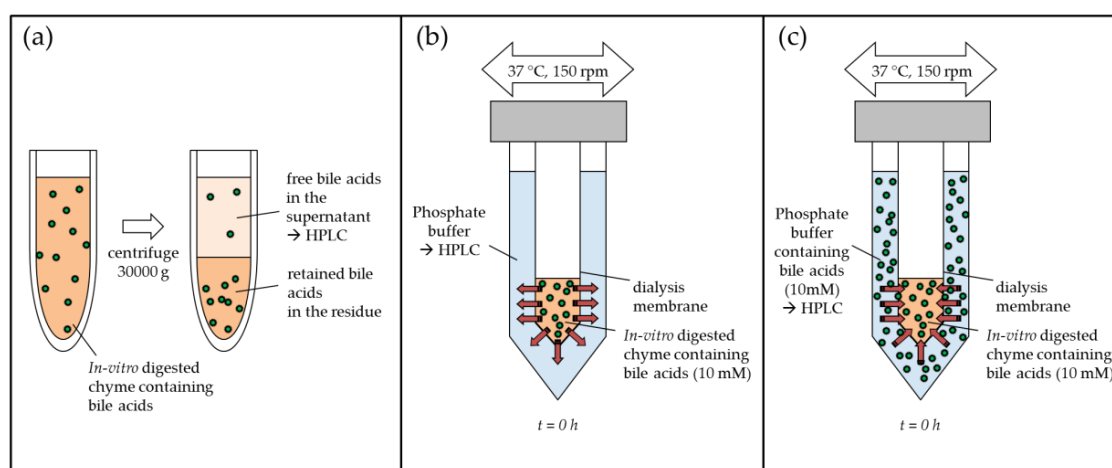 (a)
centrifuge
30000 g
free bile acids
in the
supernatant
→ HPLC
retained bile
acids
in the residue
In-vitro digested
chyme containing
bile acids
(b)
37 °C, 150 rpm
Phosphate
buffer
→ HPLC
dialysis
membrane
In-vitro digested
chyme containing
bile acids (10 mM)
t = 0 h
(c)
37 °C, 150 rpm
Phosphate
buffer
containing
bile acids
(10mM)
→ HPLC
dialysis
membrane
In-vitro digested
chyme containing
bile acids (10 mM)
t = 0 h